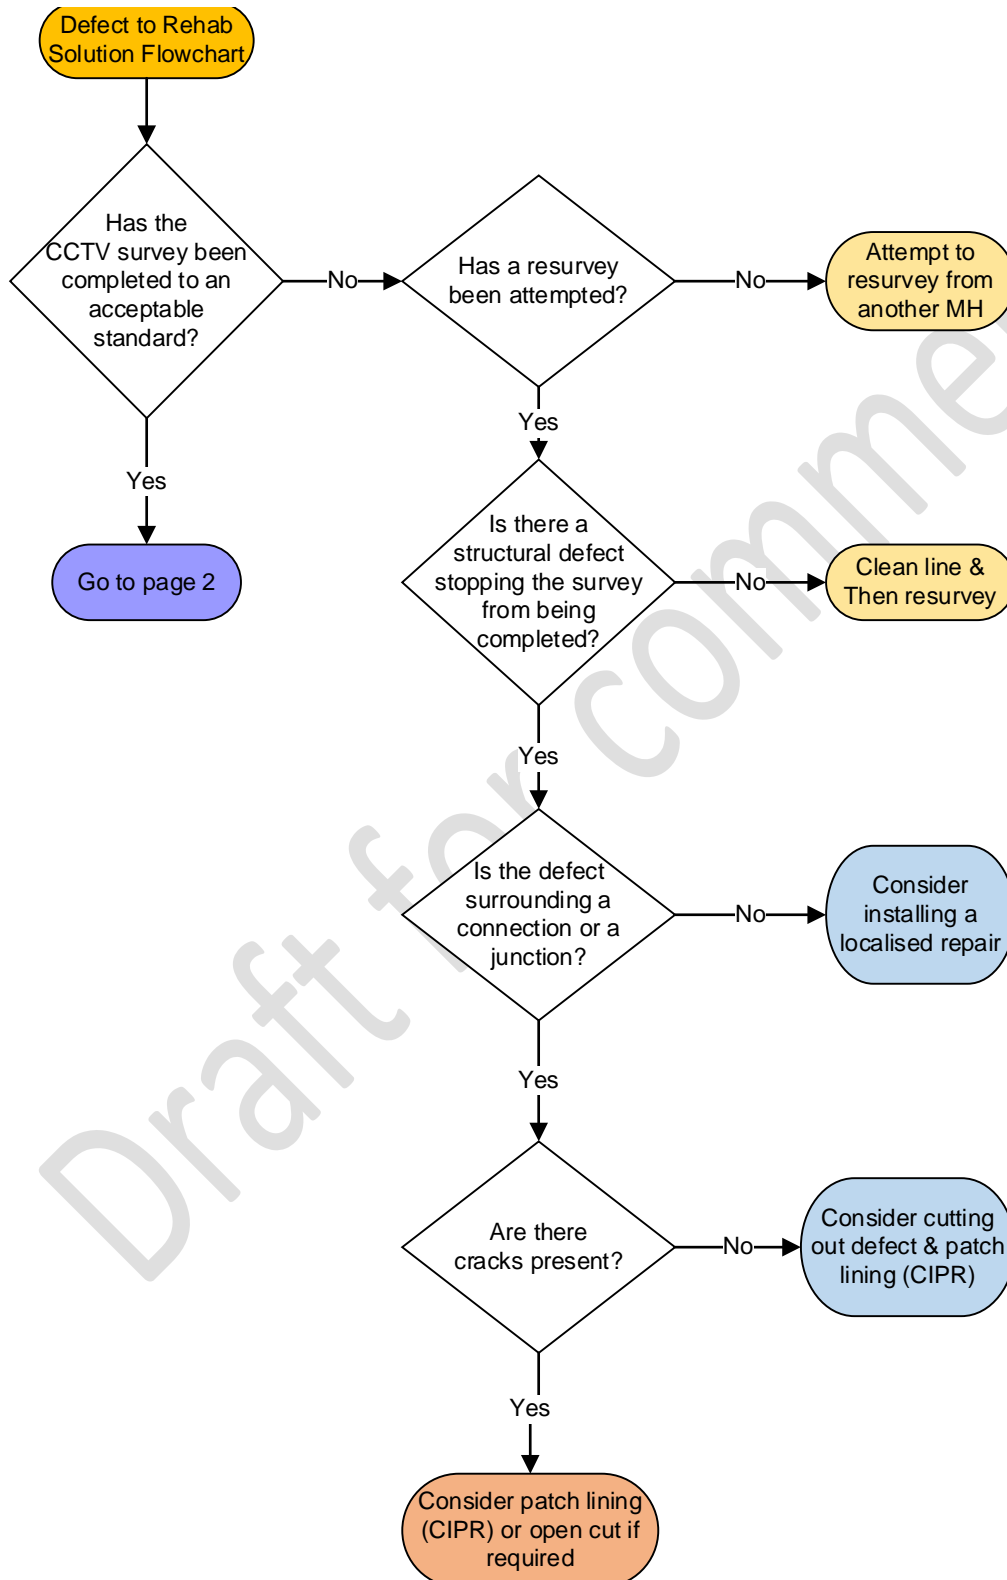 Defect to Rehab
Solution Flowchart
Has the
CCTV survey been
completed to an
acceptable
standard?
No
Has a resurvey
been attempted?
No
Attempt to
resurvey from
another MH
Yes
Go to page 2
Yes
Is there a
structural defect
stopping the survey
from being
completed?
No
Clean line &
Then resurvey
Yes
Is the defect
surrounding a
connection or a
junction?
No
Consider
installing a
localised repair
Yes
Are there
cracks present?
No
Consider cutting
out defect & patch
lining (CIPR)
Yes
Consider patch lining
(CIPR) or open cut if
required
Draft for comme